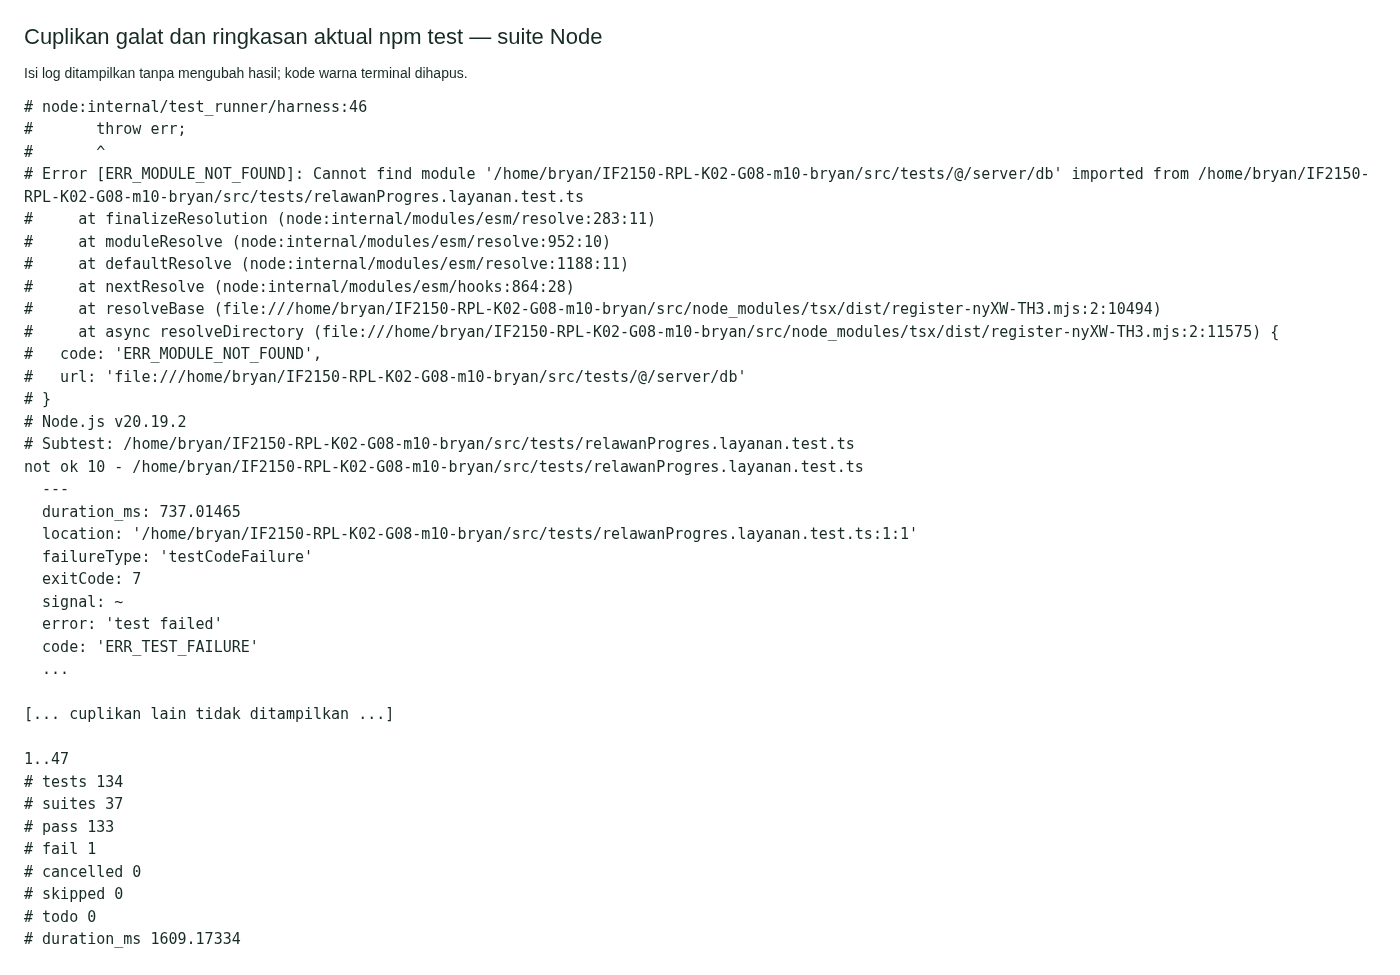 Cuplikan galat dan ringkasan aktual npm test — suite Node
Isi log ditampilkan tanpa mengubah hasil; kode warna terminal dihapus.
# node:internal/test_runner/harness:46
#       throw err;
#       ^
# Error [ERR_MODULE_NOT_FOUND]: Cannot find module '/home/bryan/IF2150-RPL-K02-G08-m10-bryan/src/tests/@/server/db' imported from /home/bryan/IF2150-
RPL-K02-G08-m10-bryan/src/tests/relawanProgres.layanan.test.ts
#     at finalizeResolution (node:internal/modules/esm/resolve:283:11)
#     at moduleResolve (node:internal/modules/esm/resolve:952:10)
#     at defaultResolve (node:internal/modules/esm/resolve:1188:11)
#     at nextResolve (node:internal/modules/esm/hooks:864:28)
#     at resolveBase (file:///home/bryan/IF2150-RPL-K02-G08-m10-bryan/src/node_modules/tsx/dist/register-nyXW-TH3.mjs:2:10494)
#     at async resolveDirectory (file:///home/bryan/IF2150-RPL-K02-G08-m10-bryan/src/node_modules/tsx/dist/register-nyXW-TH3.mjs:2:11575) {
#   code: 'ERR_MODULE_NOT_FOUND',
#   url: 'file:///home/bryan/IF2150-RPL-K02-G08-m10-bryan/src/tests/@/server/db'
# }
# Node.js v20.19.2
# Subtest: /home/bryan/IF2150-RPL-K02-G08-m10-bryan/src/tests/relawanProgres.layanan.test.ts
not ok 10 - /home/bryan/IF2150-RPL-K02-G08-m10-bryan/src/tests/relawanProgres.layanan.test.ts
  ---
  duration_ms: 737.01465
  location: '/home/bryan/IF2150-RPL-K02-G08-m10-bryan/src/tests/relawanProgres.layanan.test.ts:1:1'
  failureType: 'testCodeFailure'
  exitCode: 7
  signal: ~
  error: 'test failed'
  code: 'ERR_TEST_FAILURE'
  ...
[... cuplikan lain tidak ditampilkan ...]
1..47
# tests 134
# suites 37
# pass 133
# fail 1
# cancelled 0
# skipped 0
# todo 0
# duration_ms 1609.17334